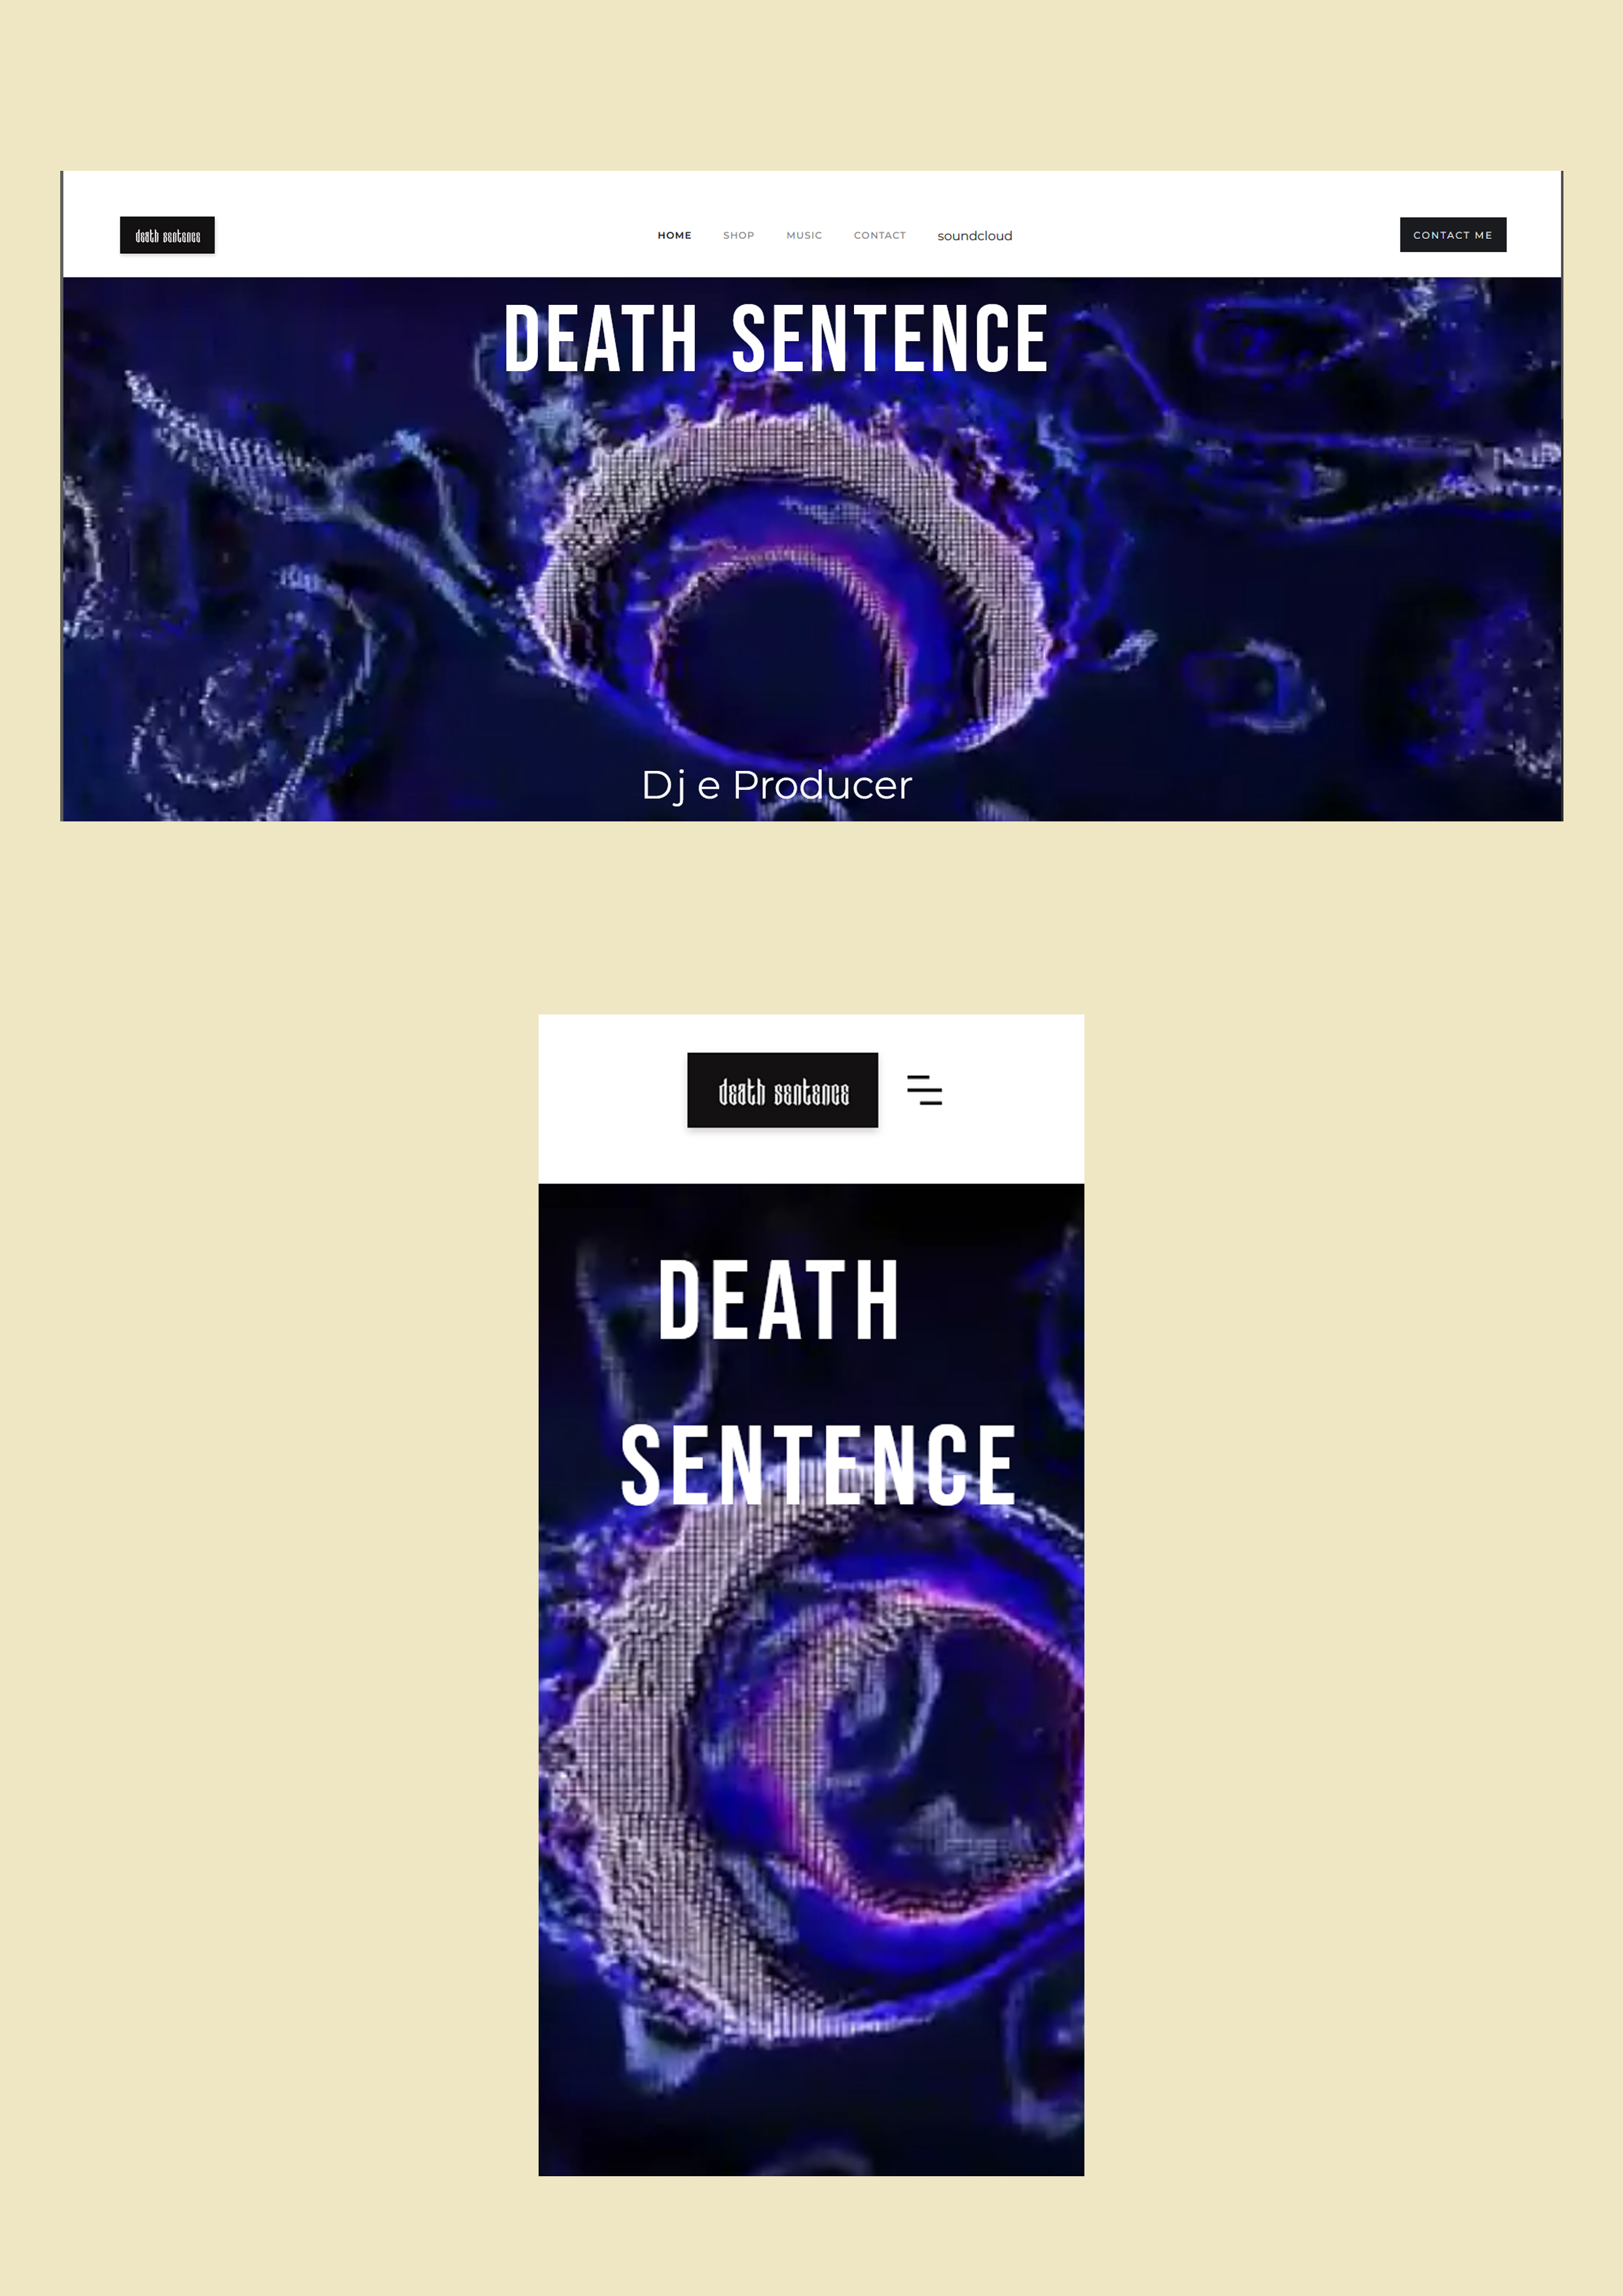 death sentence
HOME SHOP MUSIC CONTACT soundcloud
CONTACT ME
DEATH SENTENCE
Dj e Producer
death sentence
DEATH
SENTENCE